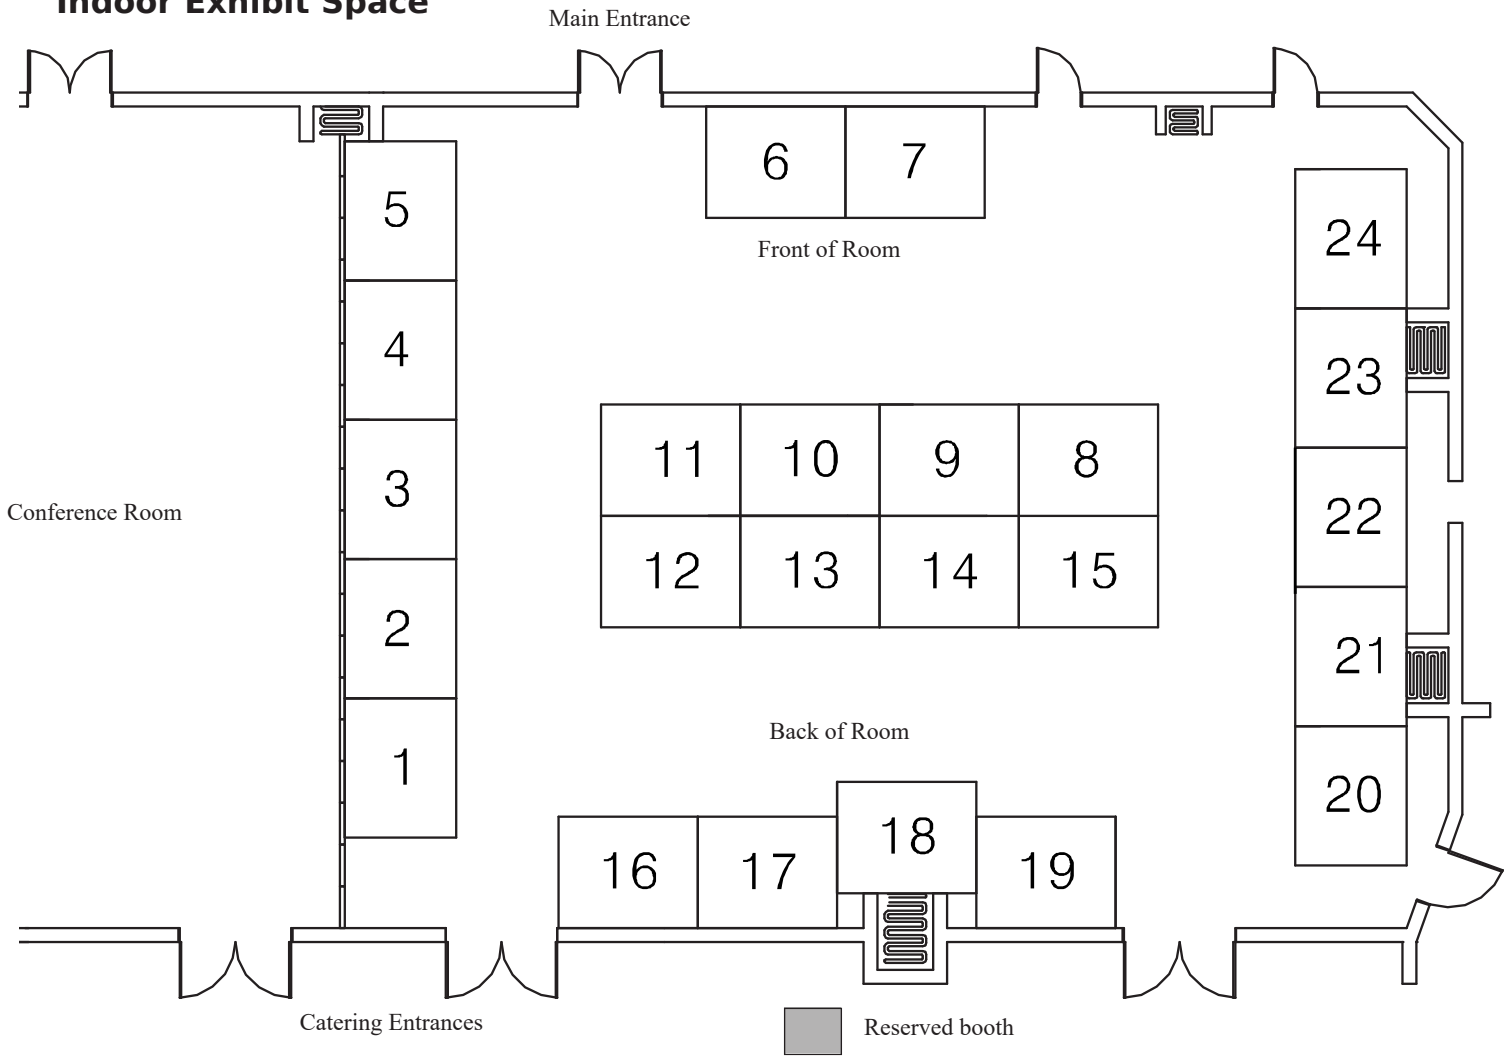 Indoor Exhibit Space
Main Entrance
6 7
5
Front of Room
24
4
23
11 10 9 8
3
Conference Room
22
12 13 14 15
2
21
Back of Room
1
20
18
16 17 19
Catering Entrances
Reserved booth